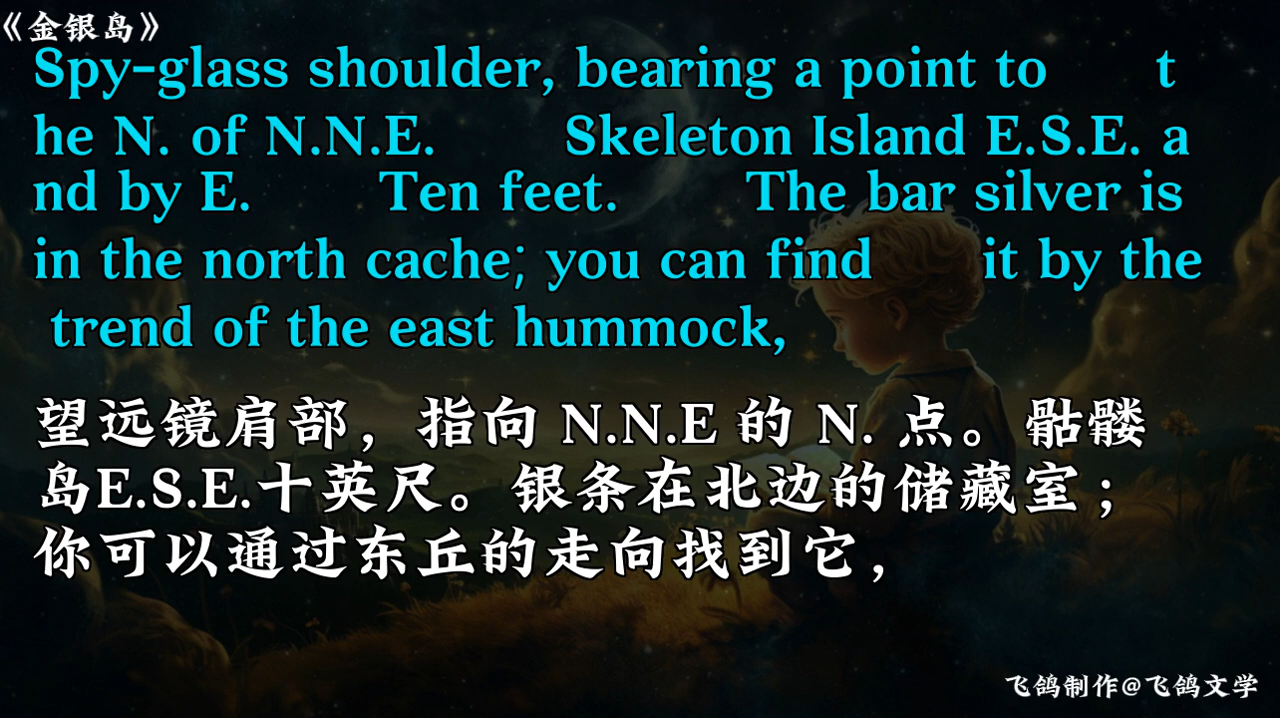 《金银岛》
Spy-glass shoulder, bearing a point to t
he N. of N.N.E. Skeleton Island E.S.E. a
nd by E. Ten feet. The bar silver is
in the north cache; you can find it by the
trend of the east hummock,
望远镜肩部，指向 N.N.E 的 N. 点。骷髅
岛E.S.E.十英尺。银条在北边的储藏室；
你可以通过东丘的走向找到它，
飞鸽制作@飞鸽文学